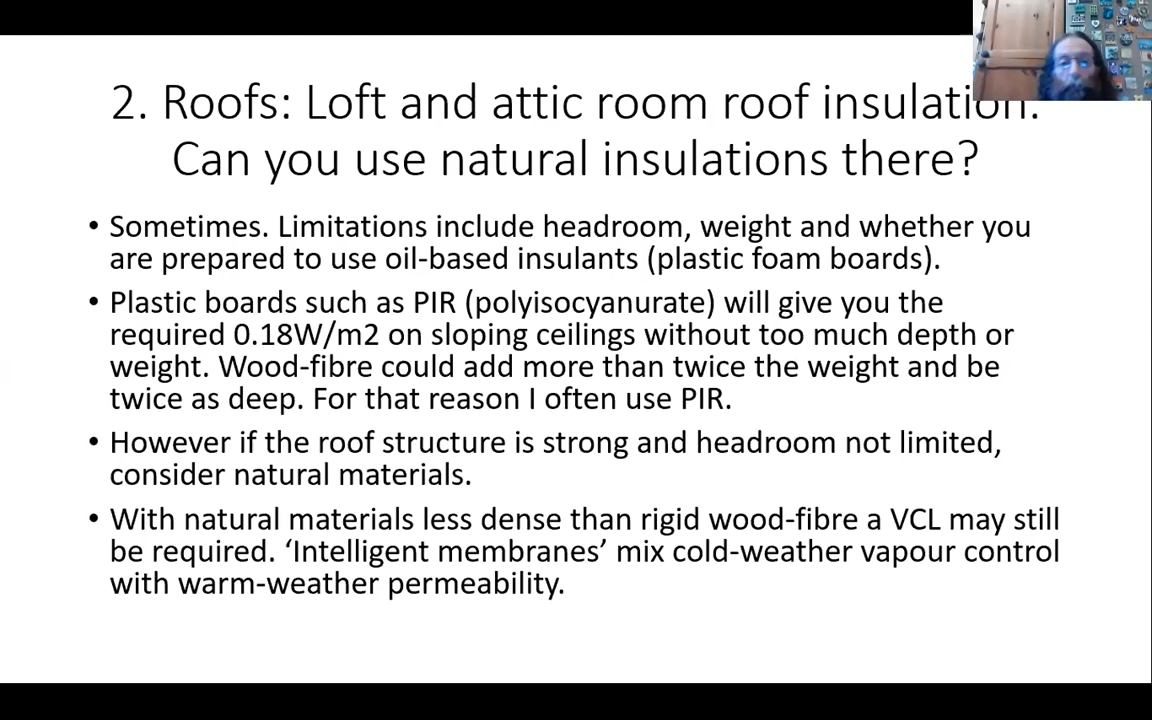 2. Roofs: Loft and attic room roof insulation.
Can you use natural insulations there?
• Sometimes. Limitations include headroom, weight and whether you
are prepared to use oil-based insulants (plastic foam boards).
• Plastic boards such as PIR (polyisocyanurate) will give you the
required 0.18W/m2 on sloping ceilings without too much depth or
weight. Wood-fibre could add more than twice the weight and be
twice as deep. For that reason I often use PIR.
• However if the roof structure is strong and headroom not limited,
consider natural materials.
• With natural materials less dense than rigid wood-fibre a VCL may still
be required. ‘Intelligent membranes’ mix cold-weather vapour control
with warm-weather permeability.